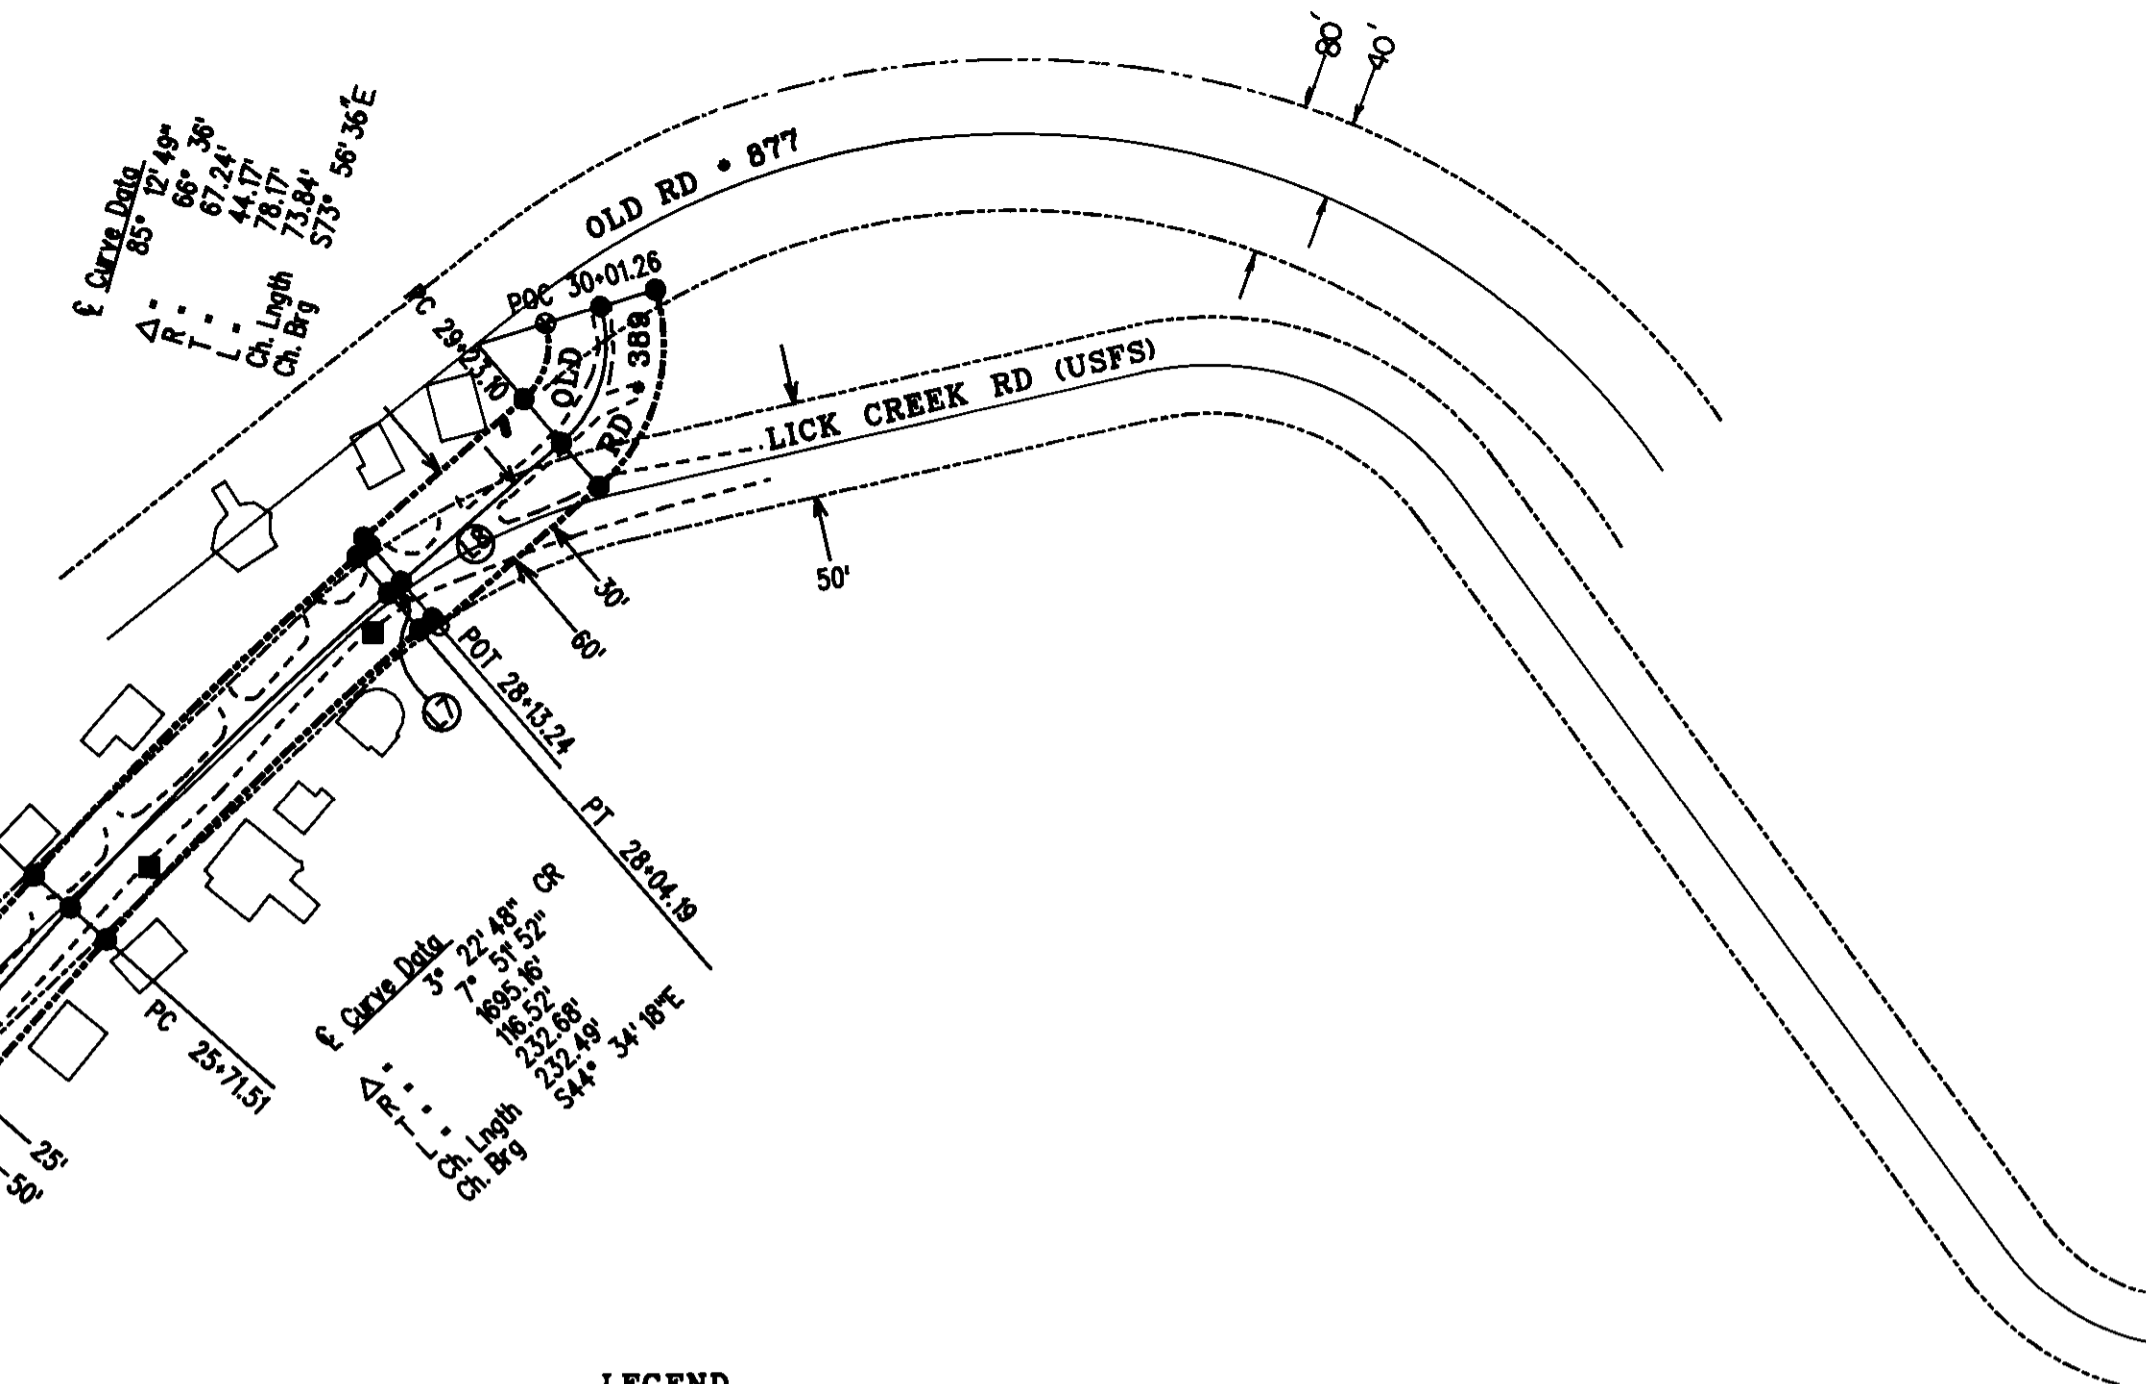 80'
40'
℄ Curve Data
85° 12' 49"
Δ = 66° 36'
R = 67.24'
T = 44.17'
L = 78.17'
Ch. Lngth 73.84'
Ch. Brg S73° 56' 36"E
OLD RD • 877
PC 29+23.10
POC 30+01.26
OLD
RD • 389
LICK CREEK RD (USFS)
L8
30'
60'
50'
L7
POT 28+13.24
PT 28+04.19
PC 25+71.51
25'
50'
℄ Curve Data
3° 22' 48" CR
Δ = 7° 51' 52"
R = 1695.16'
T = 116.52'
L = 232.68'
Ch. Lngth 232.49'
Ch. Brg S44° 34' 18"E
LEGEND